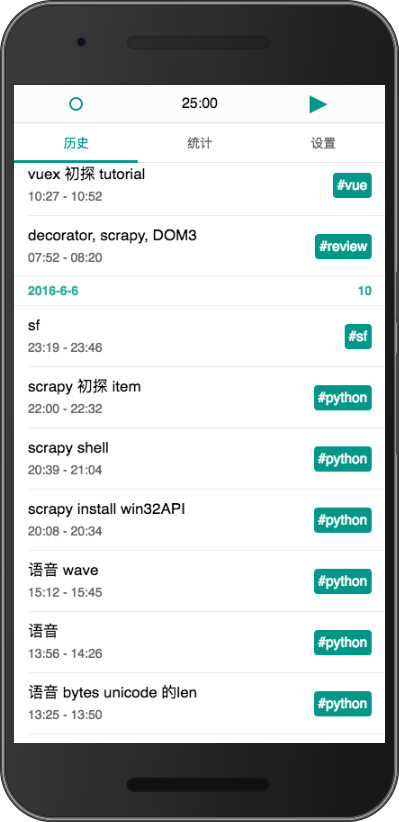 25:00
历史 统计 设置
vuex 初探 tutorial #vue
10:27 - 10:52
decorator, scrapy, DOM3 #review
07:52 - 08:20
2016-6-6 10
sf #sf
23:19 - 23:46
scrapy 初探 item #python
22:00 - 22:32
scrapy shell #python
20:39 - 21:04
scrapy install win32API #python
20:08 - 20:34
语音 wave #python
15:12 - 15:45
语音 #python
13:56 - 14:26
语音 bytes unicode 的len #python
13:25 - 13:50